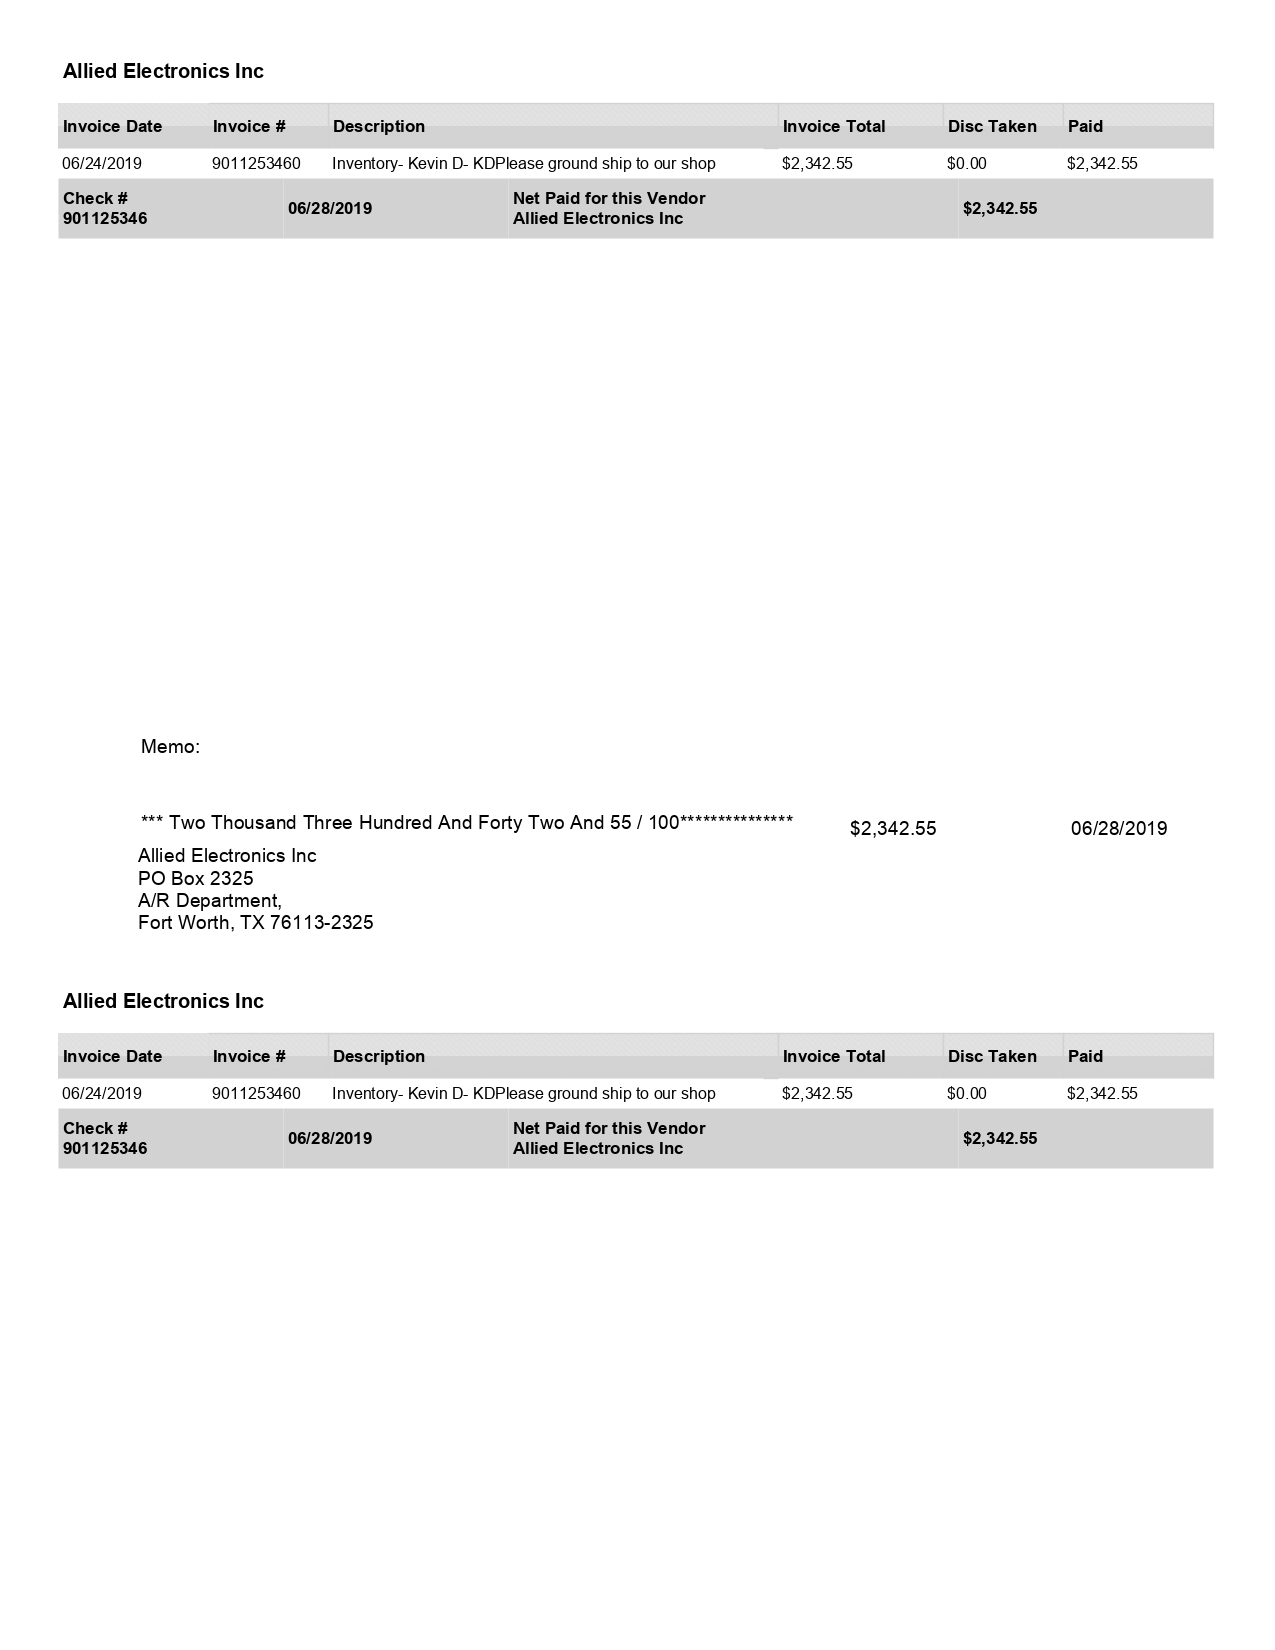 Allied Electronics Inc
Invoice Date Invoice # Description Invoice Total Disc Taken Paid
06/24/2019 9011253460 Inventory- Kevin D- KDPlease ground ship to our shop $2,342.55 $0.00 $2,342.55
Check #
901125346
06/28/2019
Net Paid for this Vendor
Allied Electronics Inc
$2,342.55
Memo:
*** Two Thousand Three Hundred And Forty Two And 55 / 100*************** $2,342.55 06/28/2019
Allied Electronics Inc
PO Box 2325
A/R Department,
Fort Worth, TX 76113-2325
Allied Electronics Inc
Invoice Date Invoice # Description Invoice Total Disc Taken Paid
06/24/2019 9011253460 Inventory- Kevin D- KDPlease ground ship to our shop $2,342.55 $0.00 $2,342.55
Check #
901125346
06/28/2019
Net Paid for this Vendor
Allied Electronics Inc
$2,342.55